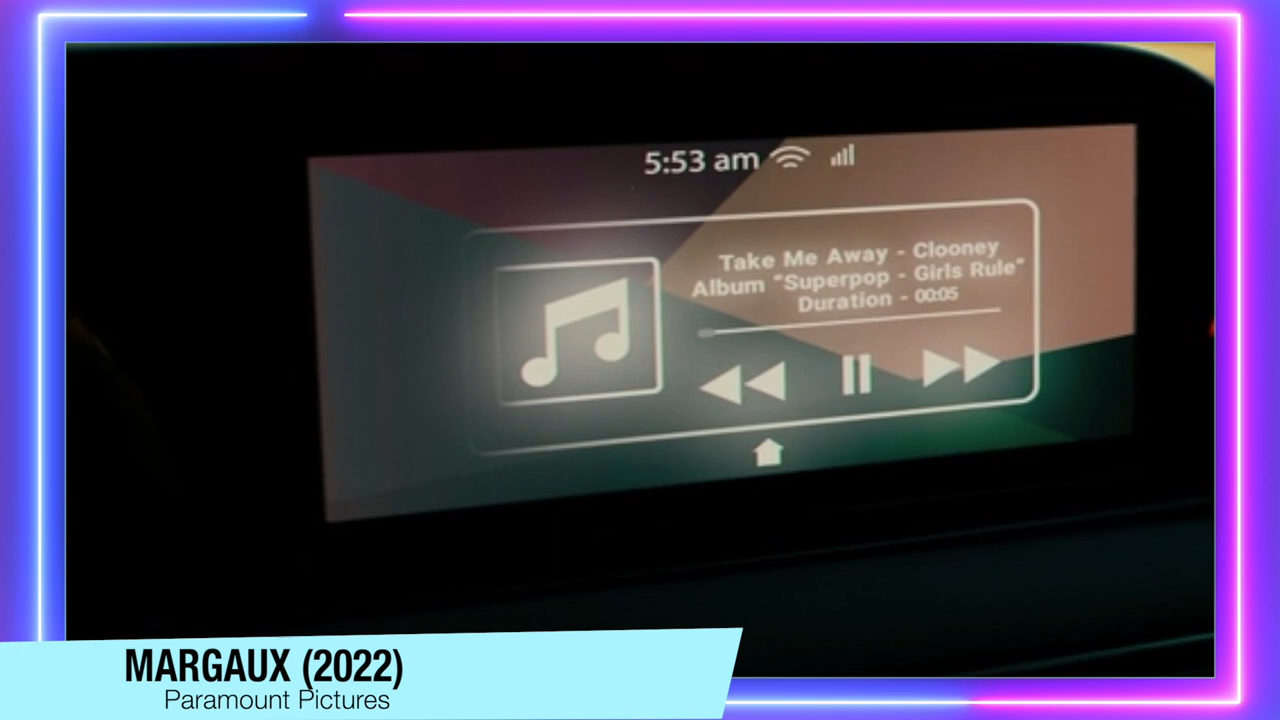 5:53 am
Take Me Away - Clooney
Album "Superpop - Girls Rule"
Duration - 00:05
MARGAUX (2022)
Paramount Pictures